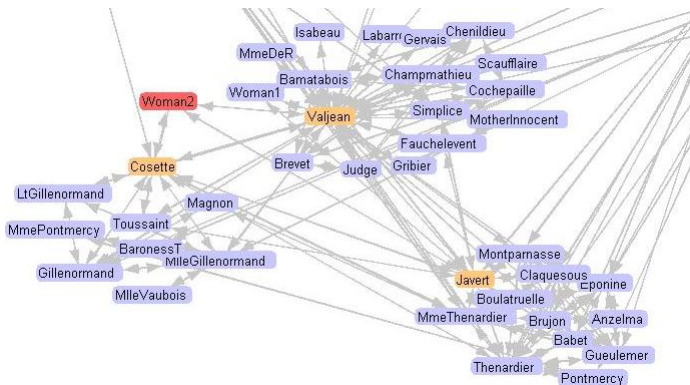 Isabeau
Labarre
Gervais
Chenildieu
MmeDeR
Scaufflaire
Bamatabois
Champmathieu
Woman1
Cochepaille
Woman2
Valjean
Simplice
MotherInnocent
Fauchelevent
Cosette
Brevet
Judge
Gribier
LtGillenormand
Magnon
Toussaint
MmePontmercy
BaronessT
MlleGillenormand
Montparnasse
Gillenormand
Javert
Claquesous
Eponine
MlleVaubois
Boulatruelle
MmeThenardier
Brujon
Anzelma
Babet
Gueulemer
Thenardier
Pontmercy